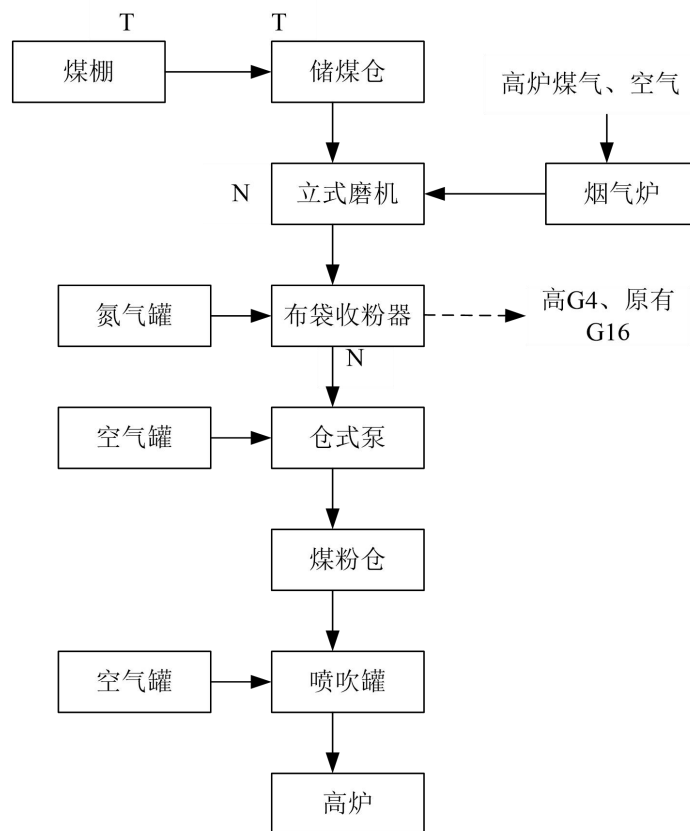 T
T
煤棚
储煤仓
高炉煤气、空气
N
立式磨机
烟气炉
氮气罐
布袋收粉器
高G4、原有
G16
N
空气罐
仓式泵
煤粉仓
空气罐
喷吹罐
高炉